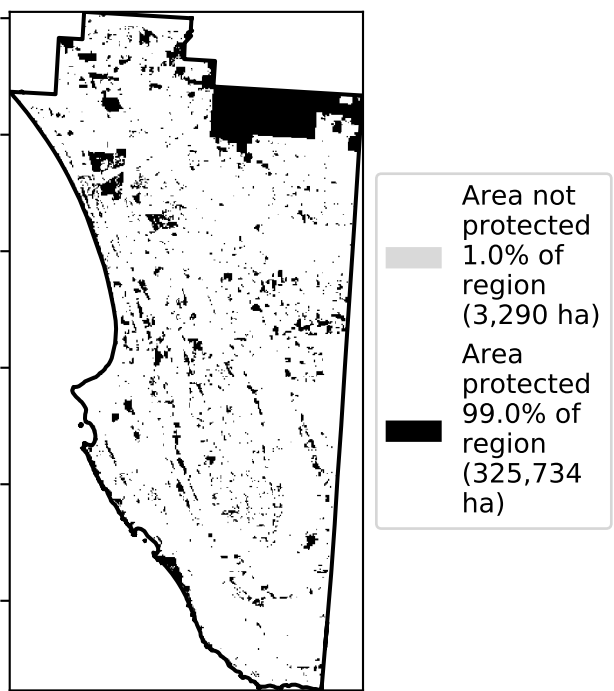 Area not
protected
1.0% of
region
(3,290 ha)
Area
protected
99.0% of
region
(325,734
ha)